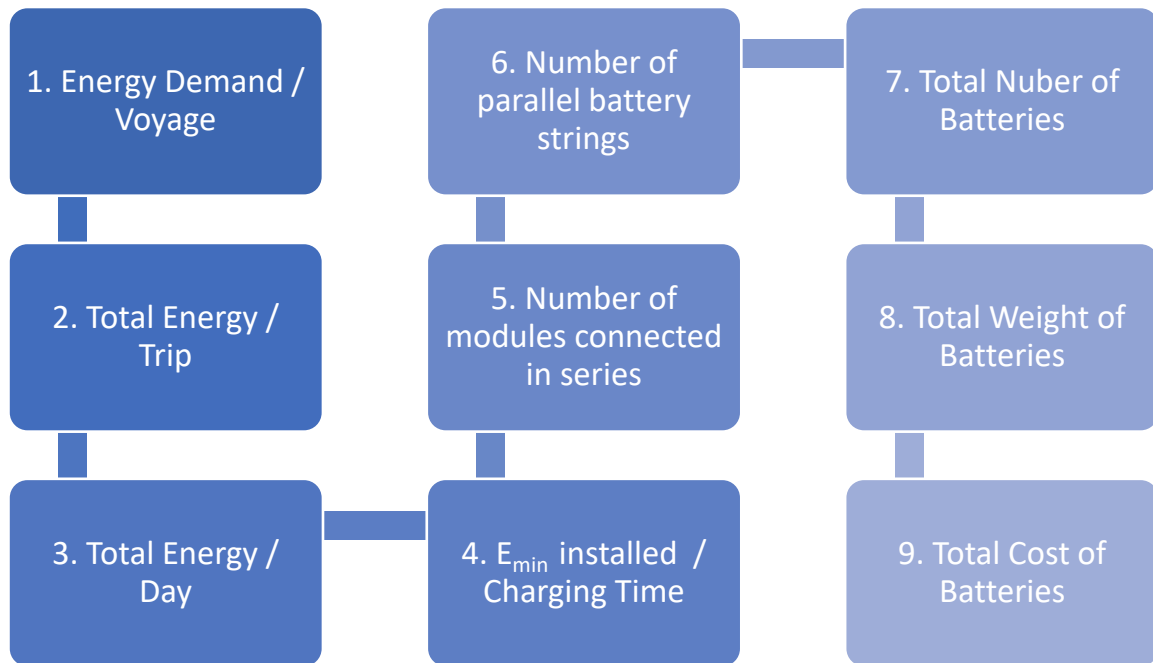 1. Energy Demand /
Voyage
2. Total Energy /
Trip
3. Total Energy /
Day
4. Emin installed /
Charging Time
5. Number of
modules connected
in series
6. Number of
parallel battery
strings
7. Total Nuber of
Batteries
8. Total Weight of
Batteries
9. Total Cost of
Batteries